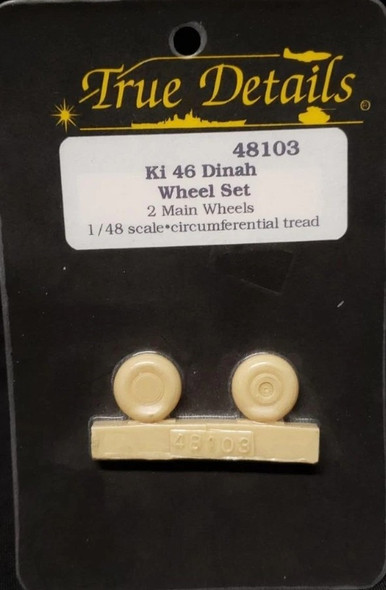 True Details
48103
Ki 46 Dinah
Wheel Set
2 Main Wheels
1/48 scale•circumferential tread
48103